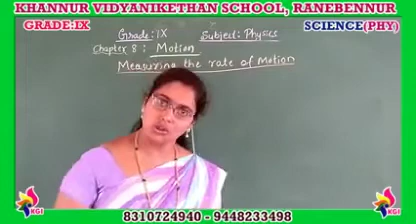 KHANNUR VIDYANIKETHAN SCHOOL, RANEBENNUR
GRADE:IX SCIENCE(PHY)
Grade: IX Subject: Physics
Chapter 8 : Motion
Measuring the rate of Motion
KGI KGI
8310724940 - 9448233498